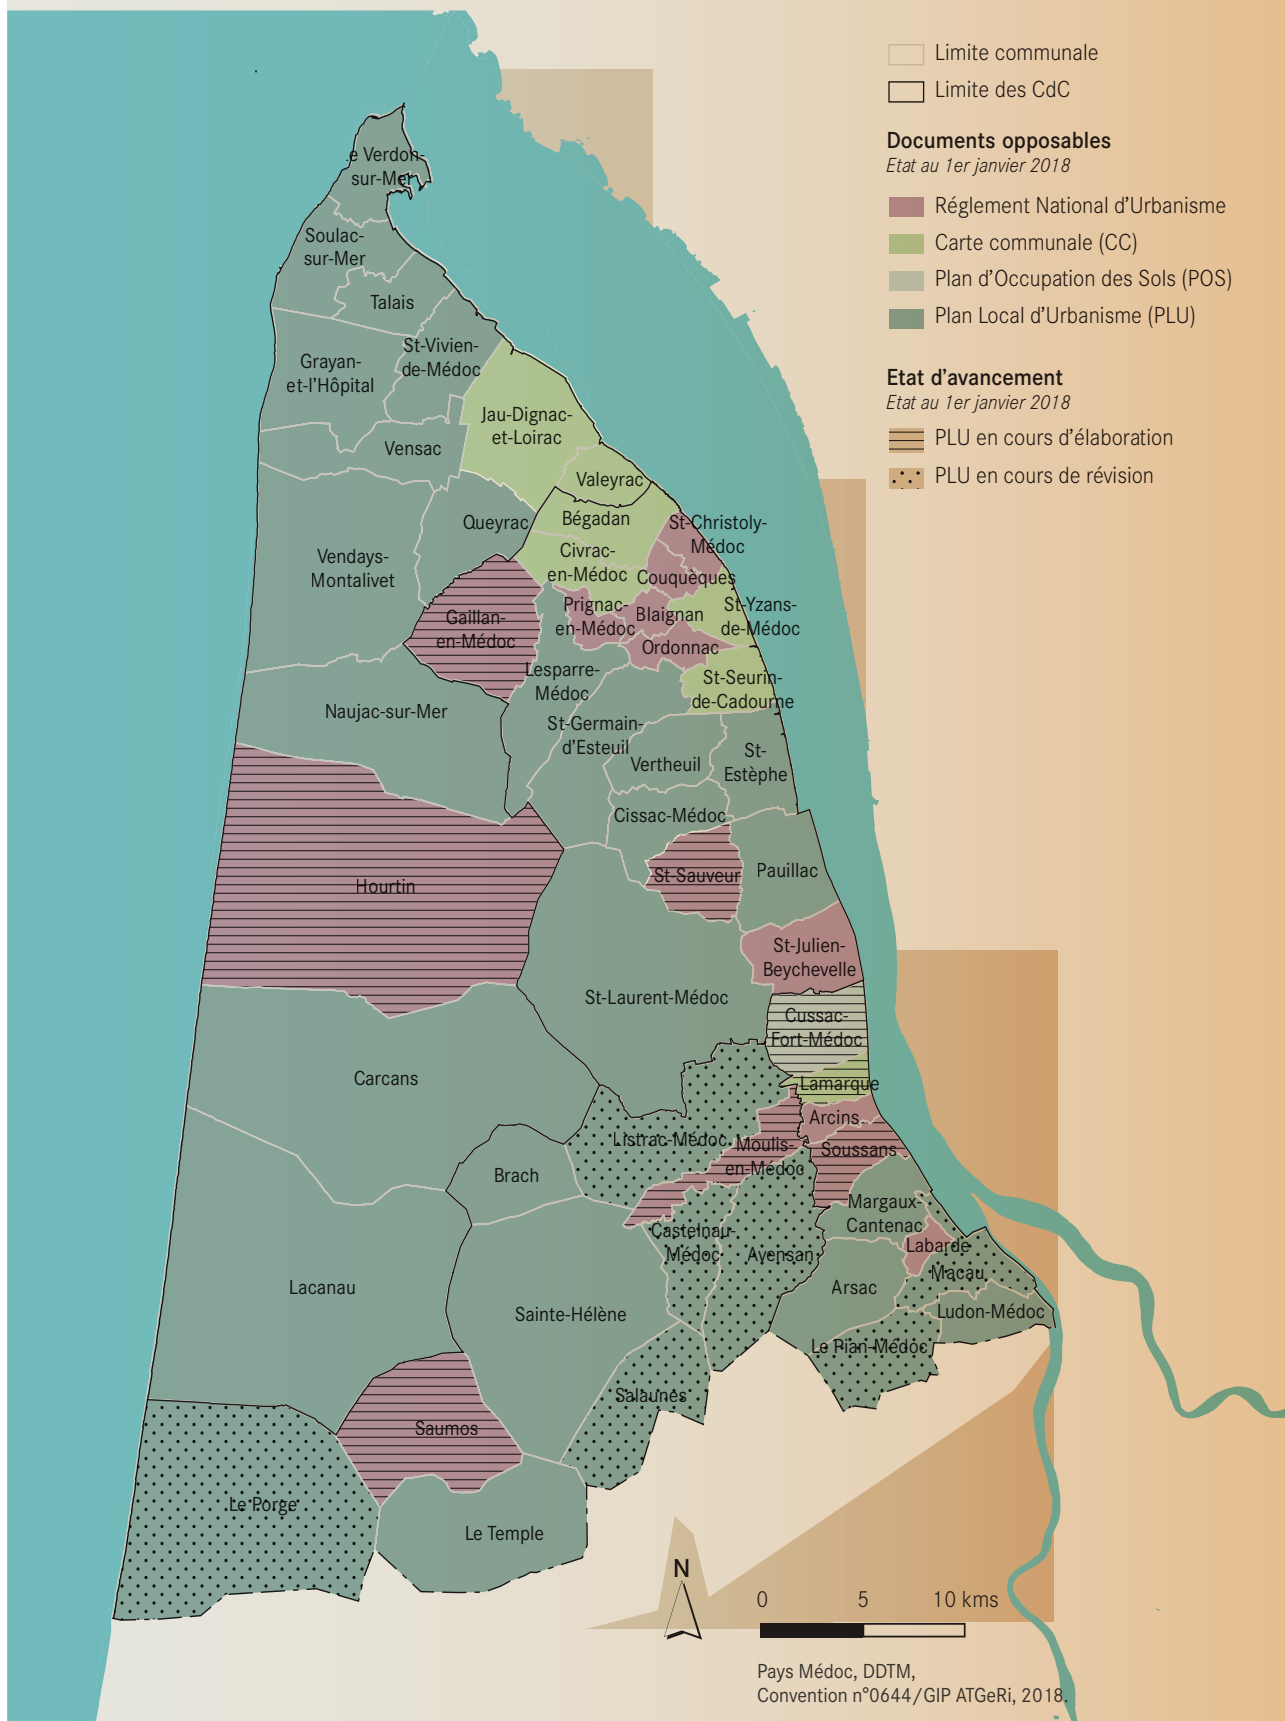 Limite communale
Limite des CdC
Documents opposables
Etat au 1er janvier 2018
Réglement National d'Urbanisme
Carte communale (CC)
Plan d'Occupation des Sols (POS)
Plan Local d'Urbanisme (PLU)
Etat d'avancement
Etat au 1er janvier 2018
PLU en cours d'élaboration
PLU en cours de révision
Le Verdon-
sur-Mer
Soulac-
sur-Mer
Talais
St-Vivien-
de-Médoc
Grayan-
et-l'Hôpital
Jau-Dignac-
et-Loirac
Vensac
Valeyrac
Queyrac
Bégadan
St-Christoly-
Médoc
Vendays-
Montalivet
Civrac-
en-Médoc
Couquèques
Gaillan-
en-Médoc
Prignac-
en-Médoc
Blaignan
St-Yzans-
de-Médoc
Ordonnac
Lesparre-
Médoc
St-Seurin-
de-Cadourne
Naujac-sur-Mer
St-Germain-
d'Esteuil
Vertheuil
St-
Estèphe
Cissac-Médoc
Hourtin
St-Sauveur
Pauillac
St-Julien-
Beychevelle
St-Laurent-Médoc
Cussac-
Fort-Médoc
Carcans
Lamarque
Arcins
Listrac-Médoc
Moulis-
en-Médoc
Soussans
Brach
Margaux-
Cantenac
Castelnau-
Médoc
Avensan
Labarde
Macau
Lacanau
Arsac
Sainte-Hélène
Ludon-Médoc
Le Pian-Médoc
Salaunes
Saumos
Le Porge
Le Temple
N
0 5 10 kms
Pays Médoc, DDTM,
Convention n°0644/GIP ATGeRi, 2018.